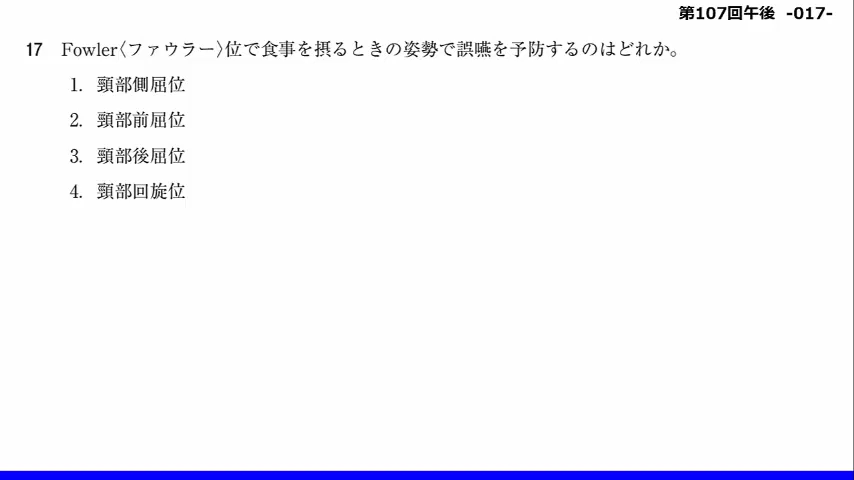 第107回午後 -017-
17 Fowler〈ファウラー〉位で食事を摂るときの姿勢で誤嚥を予防するのはどれか。
1. 頸部側屈位
2. 頸部前屈位
3. 頸部後屈位
4. 頸部回旋位